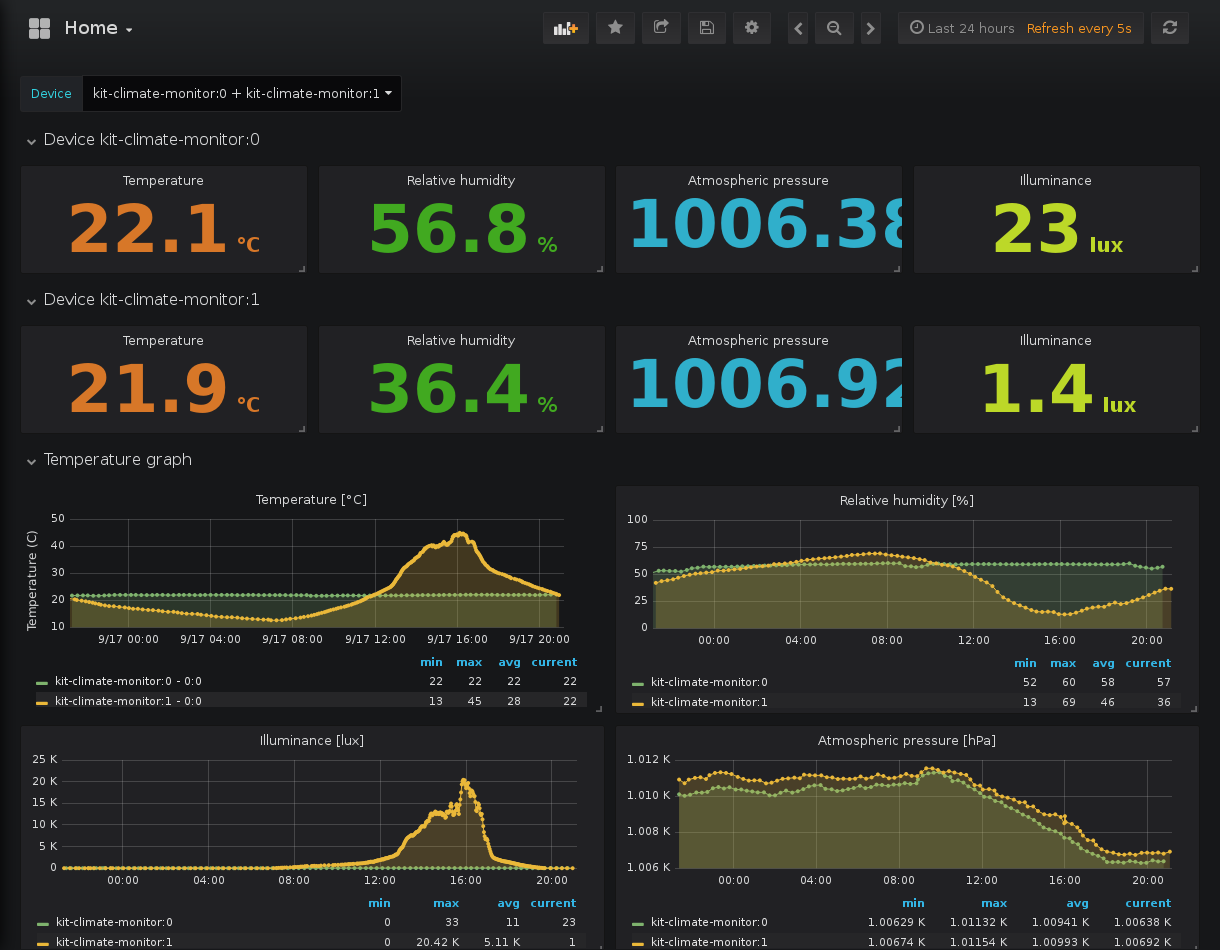 Home
Last 24 hours Refresh every 5s
Device kit-climate-monitor:0 + kit-climate-monitor:1
Device kit-climate-monitor:0
Temperature Relative humidity Atmospheric pressure Illuminance
22.1 °C 56.8 % 1006.38 23 lux
Device kit-climate-monitor:1
Temperature Relative humidity Atmospheric pressure Illuminance
21.9 °C 36.4 % 1006.92 1.4 lux
Temperature graph
Temperature [°C]
Temperature (C)
50
40
30
20
10
9/17 00:00 9/17 04:00 9/17 08:00 9/17 12:00 9/17 16:00 9/17 20:00
min max avg current
kit-climate-monitor:0 - 0:0 22 22 22 22
kit-climate-monitor:1 - 0:0 13 45 28 22
Relative humidity [%]
100
75
50
25
0
00:00 04:00 08:00 12:00 16:00 20:00
min max avg current
kit-climate-monitor:0 52 60 58 57
kit-climate-monitor:1 13 69 46 36
Illuminance [lux]
25 K
20 K
15 K
10 K
5 K
0
00:00 04:00 08:00 12:00 16:00 20:00
min max avg current
kit-climate-monitor:0 0 33 11 23
kit-climate-monitor:1 0 20.42 K 5.11 K 1
Atmospheric pressure [hPa]
1.012 K
1.010 K
1.008 K
1.006 K
00:00 04:00 08:00 12:00 16:00 20:00
min max avg current
kit-climate-monitor:0 1.00629 K 1.01132 K 1.00941 K 1.00638 K
kit-climate-monitor:1 1.00674 K 1.01154 K 1.00993 K 1.00692 K